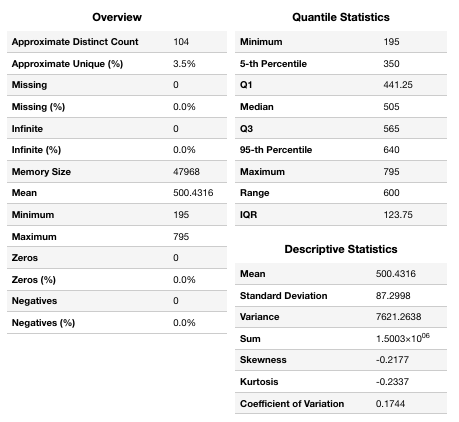 Overview
Approximate Distinct Count 104
Approximate Unique (%) 3.5%
Missing 0
Missing (%) 0.0%
Infinite 0
Infinite (%) 0.0%
Memory Size 47968
Mean 500.4316
Minimum 195
Maximum 795
Zeros 0
Zeros (%) 0.0%
Negatives 0
Negatives (%) 0.0%
Quantile Statistics
Minimum 195
5-th Percentile 350
Q1 441.25
Median 505
Q3 565
95-th Percentile 640
Maximum 795
Range 600
IQR 123.75
Descriptive Statistics
Mean 500.4316
Standard Deviation 87.2998
Variance 7621.2638
Sum 1.5003×10⁰⁶
Skewness -0.2177
Kurtosis -0.2337
Coefficient of Variation 0.1744